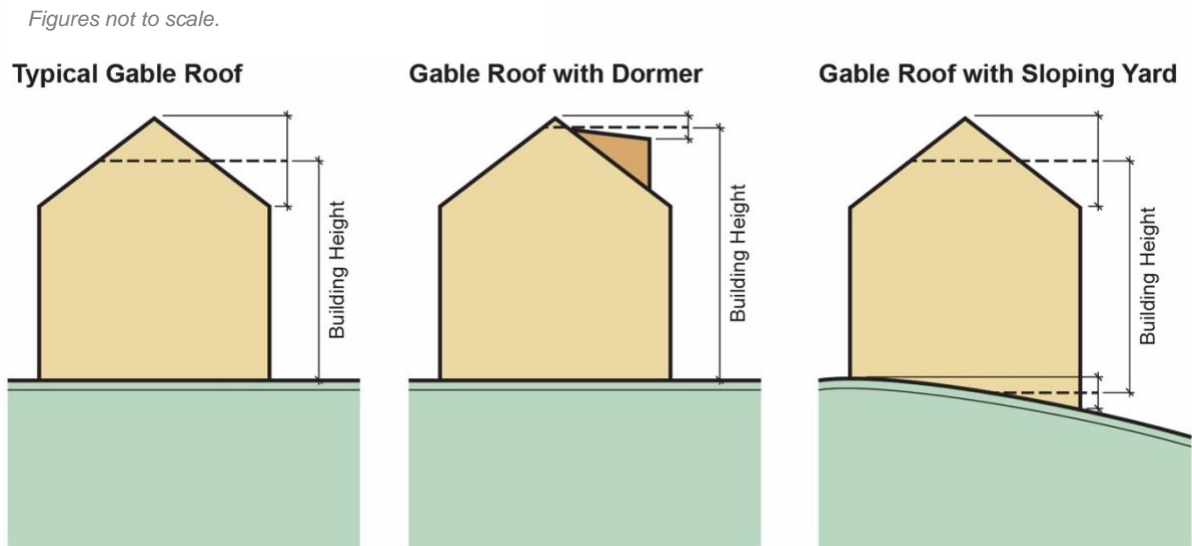 Figures not to scale.
Typical Gable Roof
Gable Roof with Dormer
Gable Roof with Sloping Yard
Building Height
Building Height
Building Height